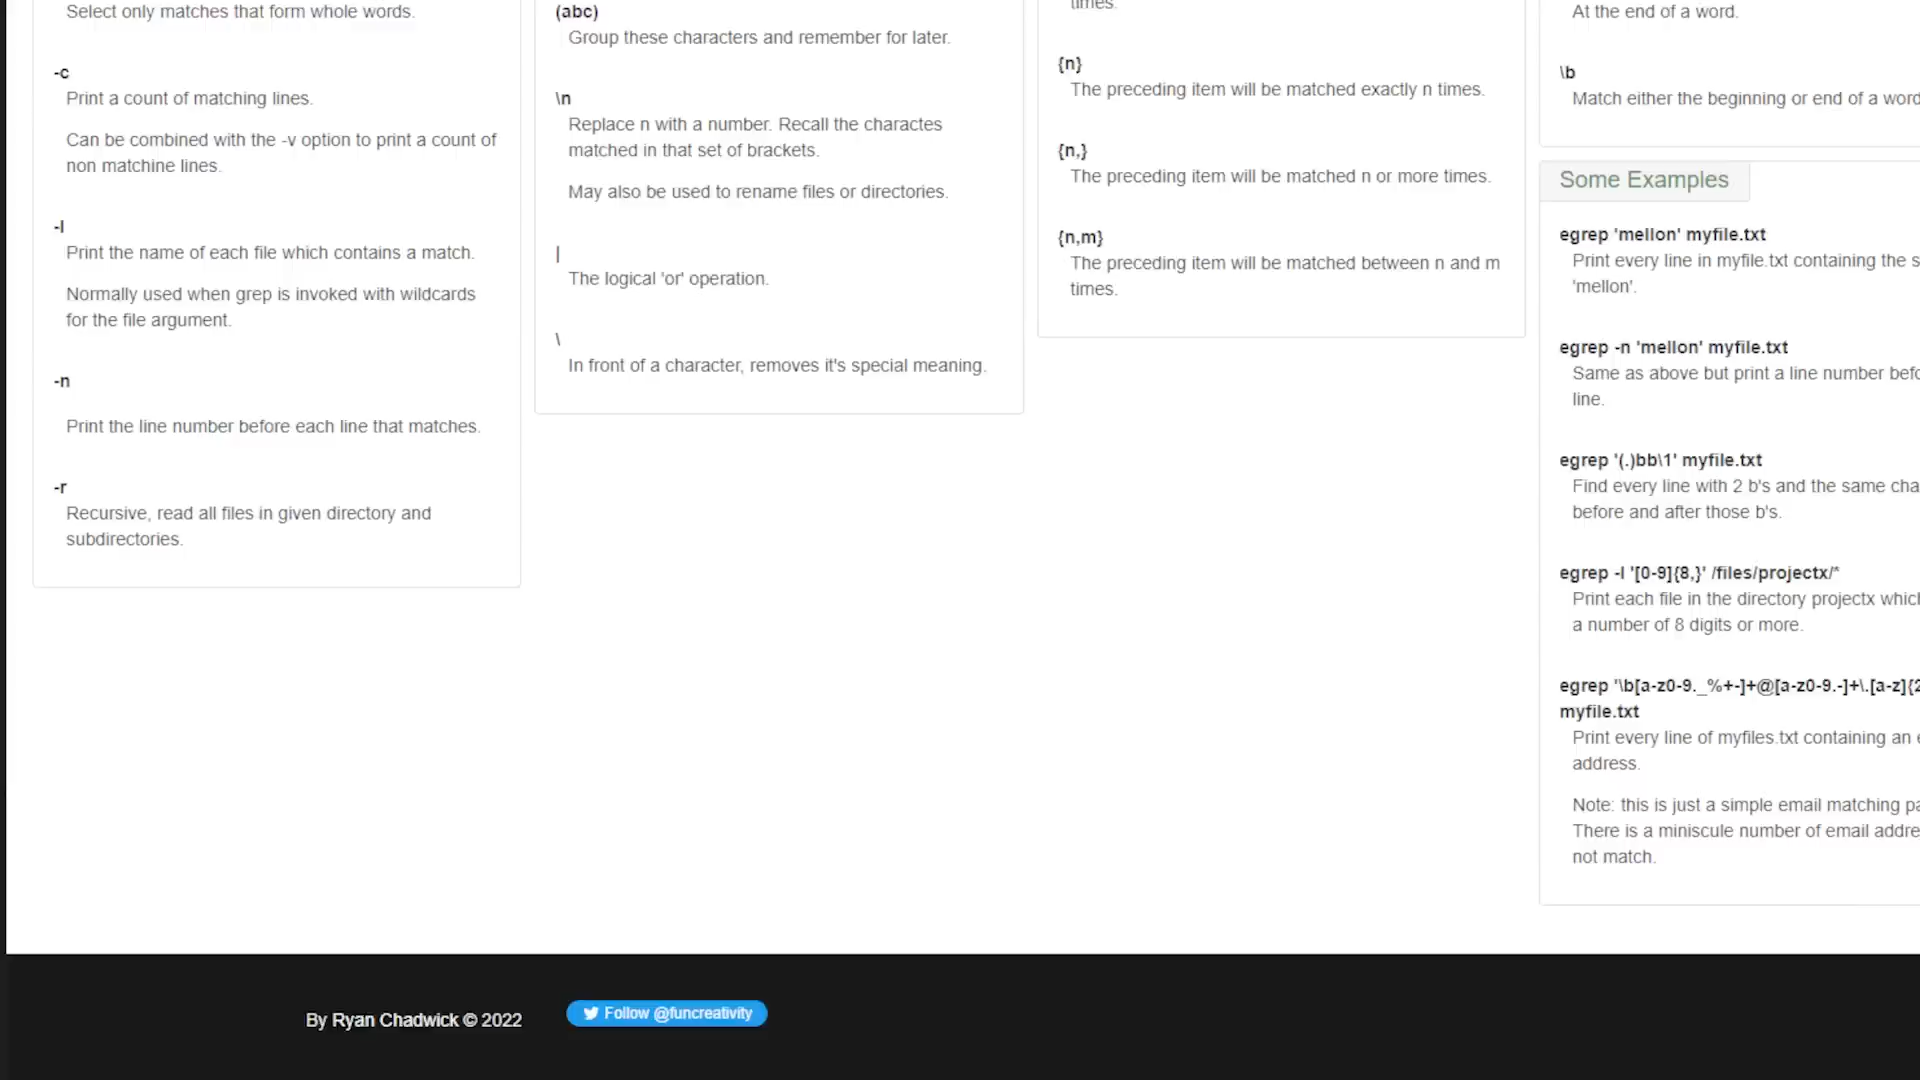 Select only matches that form whole words.
-c
Print a count of matching lines.
Can be combined with the -v option to print a count of
non matchine lines.
-l
Print the name of each file which contains a match.
Normally used when grep is invoked with wildcards
for the file argument.
-n
Print the line number before each line that matches.
-r
Recursive, read all files in given directory and
subdirectories.
(abc)
Group these characters and remember for later.
\n
Replace n with a number. Recall the charactes
matched in that set of brackets.
May also be used to rename files or directories.
|
The logical 'or' operation.
\
In front of a character, removes it's special meaning.
times.
{n}
The preceding item will be matched exactly n times.
{n,}
The preceding item will be matched n or more times.
{n,m}
The preceding item will be matched between n and m
times.
At the end of a word.
\b
Match either the beginning or end of a word
Some Examples
egrep 'mellon' myfile.txt
Print every line in myfile.txt containing the s
'mellon'.
egrep -n 'mellon' myfile.txt
Same as above but print a line number befo
line.
egrep '(.)bb\1' myfile.txt
Find every line with 2 b's and the same cha
before and after those b's.
egrep -l '[0-9]{8,}' /files/projectx/*
Print each file in the directory projectx which
a number of 8 digits or more.
egrep '\b[a-z0-9._%+-]+@[a-z0-9.-]+\.[a-z]{2
myfile.txt
Print every line of myfiles.txt containing an e
address.
Note: this is just a simple email matching pa
There is a miniscule number of email addre
not match.
By Ryan Chadwick © 2022
Follow @funcreativity